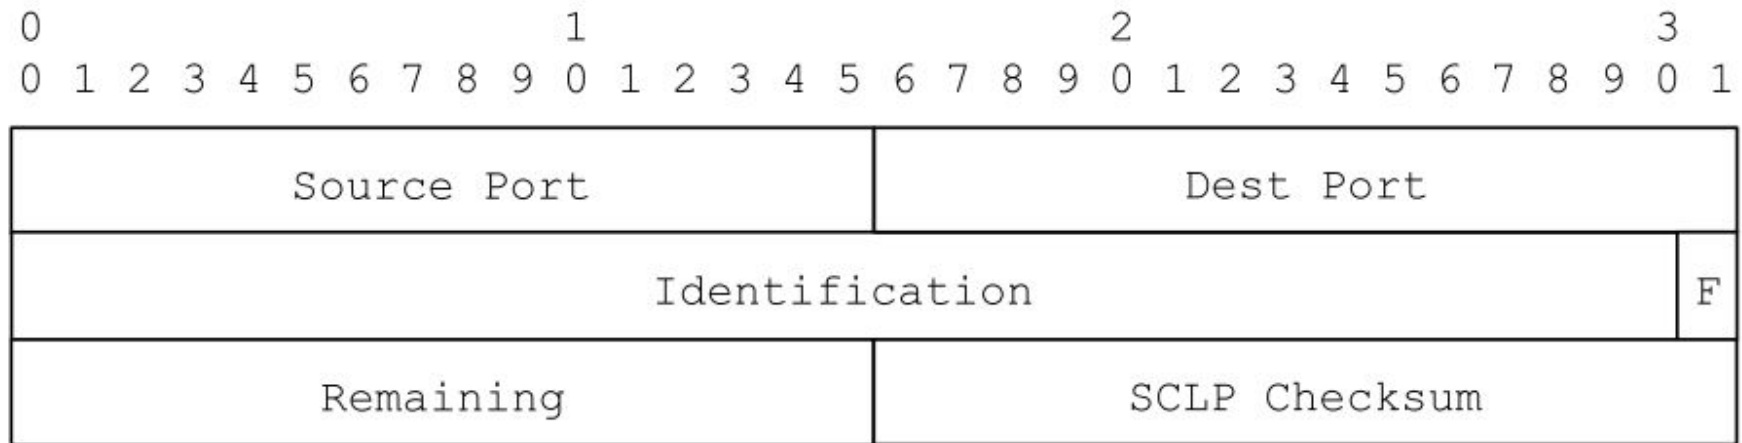 0 1 2 3
0 1 2 3 4 5 6 7 8 9 0 1 2 3 4 5 6 7 8 9 0 1 2 3 4 5 6 7 8 9 0 1
Source Port Dest Port
Identification F
Remaining SCLP Checksum